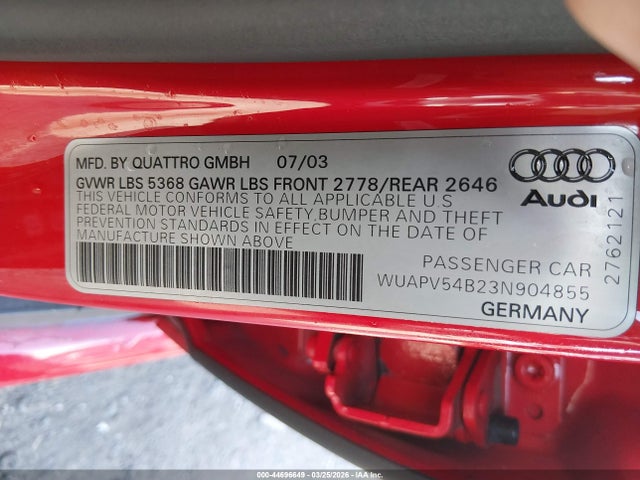 MFD. BY QUATTRO GMBH 07/03
GVWR LBS 5368 GAWR LBS FRONT 2778/REAR 2646
THIS VEHICLE CONFORMS TO ALL APPLICABLE U S
FEDERAL MOTOR VEHICLE SAFETY,BUMPER AND THEFT
PREVENTION STANDARDS IN EFFECT ON THE DATE OF
MANUFACTURE SHOWN ABOVE
PASSENGER CAR
WUAPV54B23N904855
GERMANY
Audi
2762121
000-44696649 | 03/25/2026 - IAAI.COM